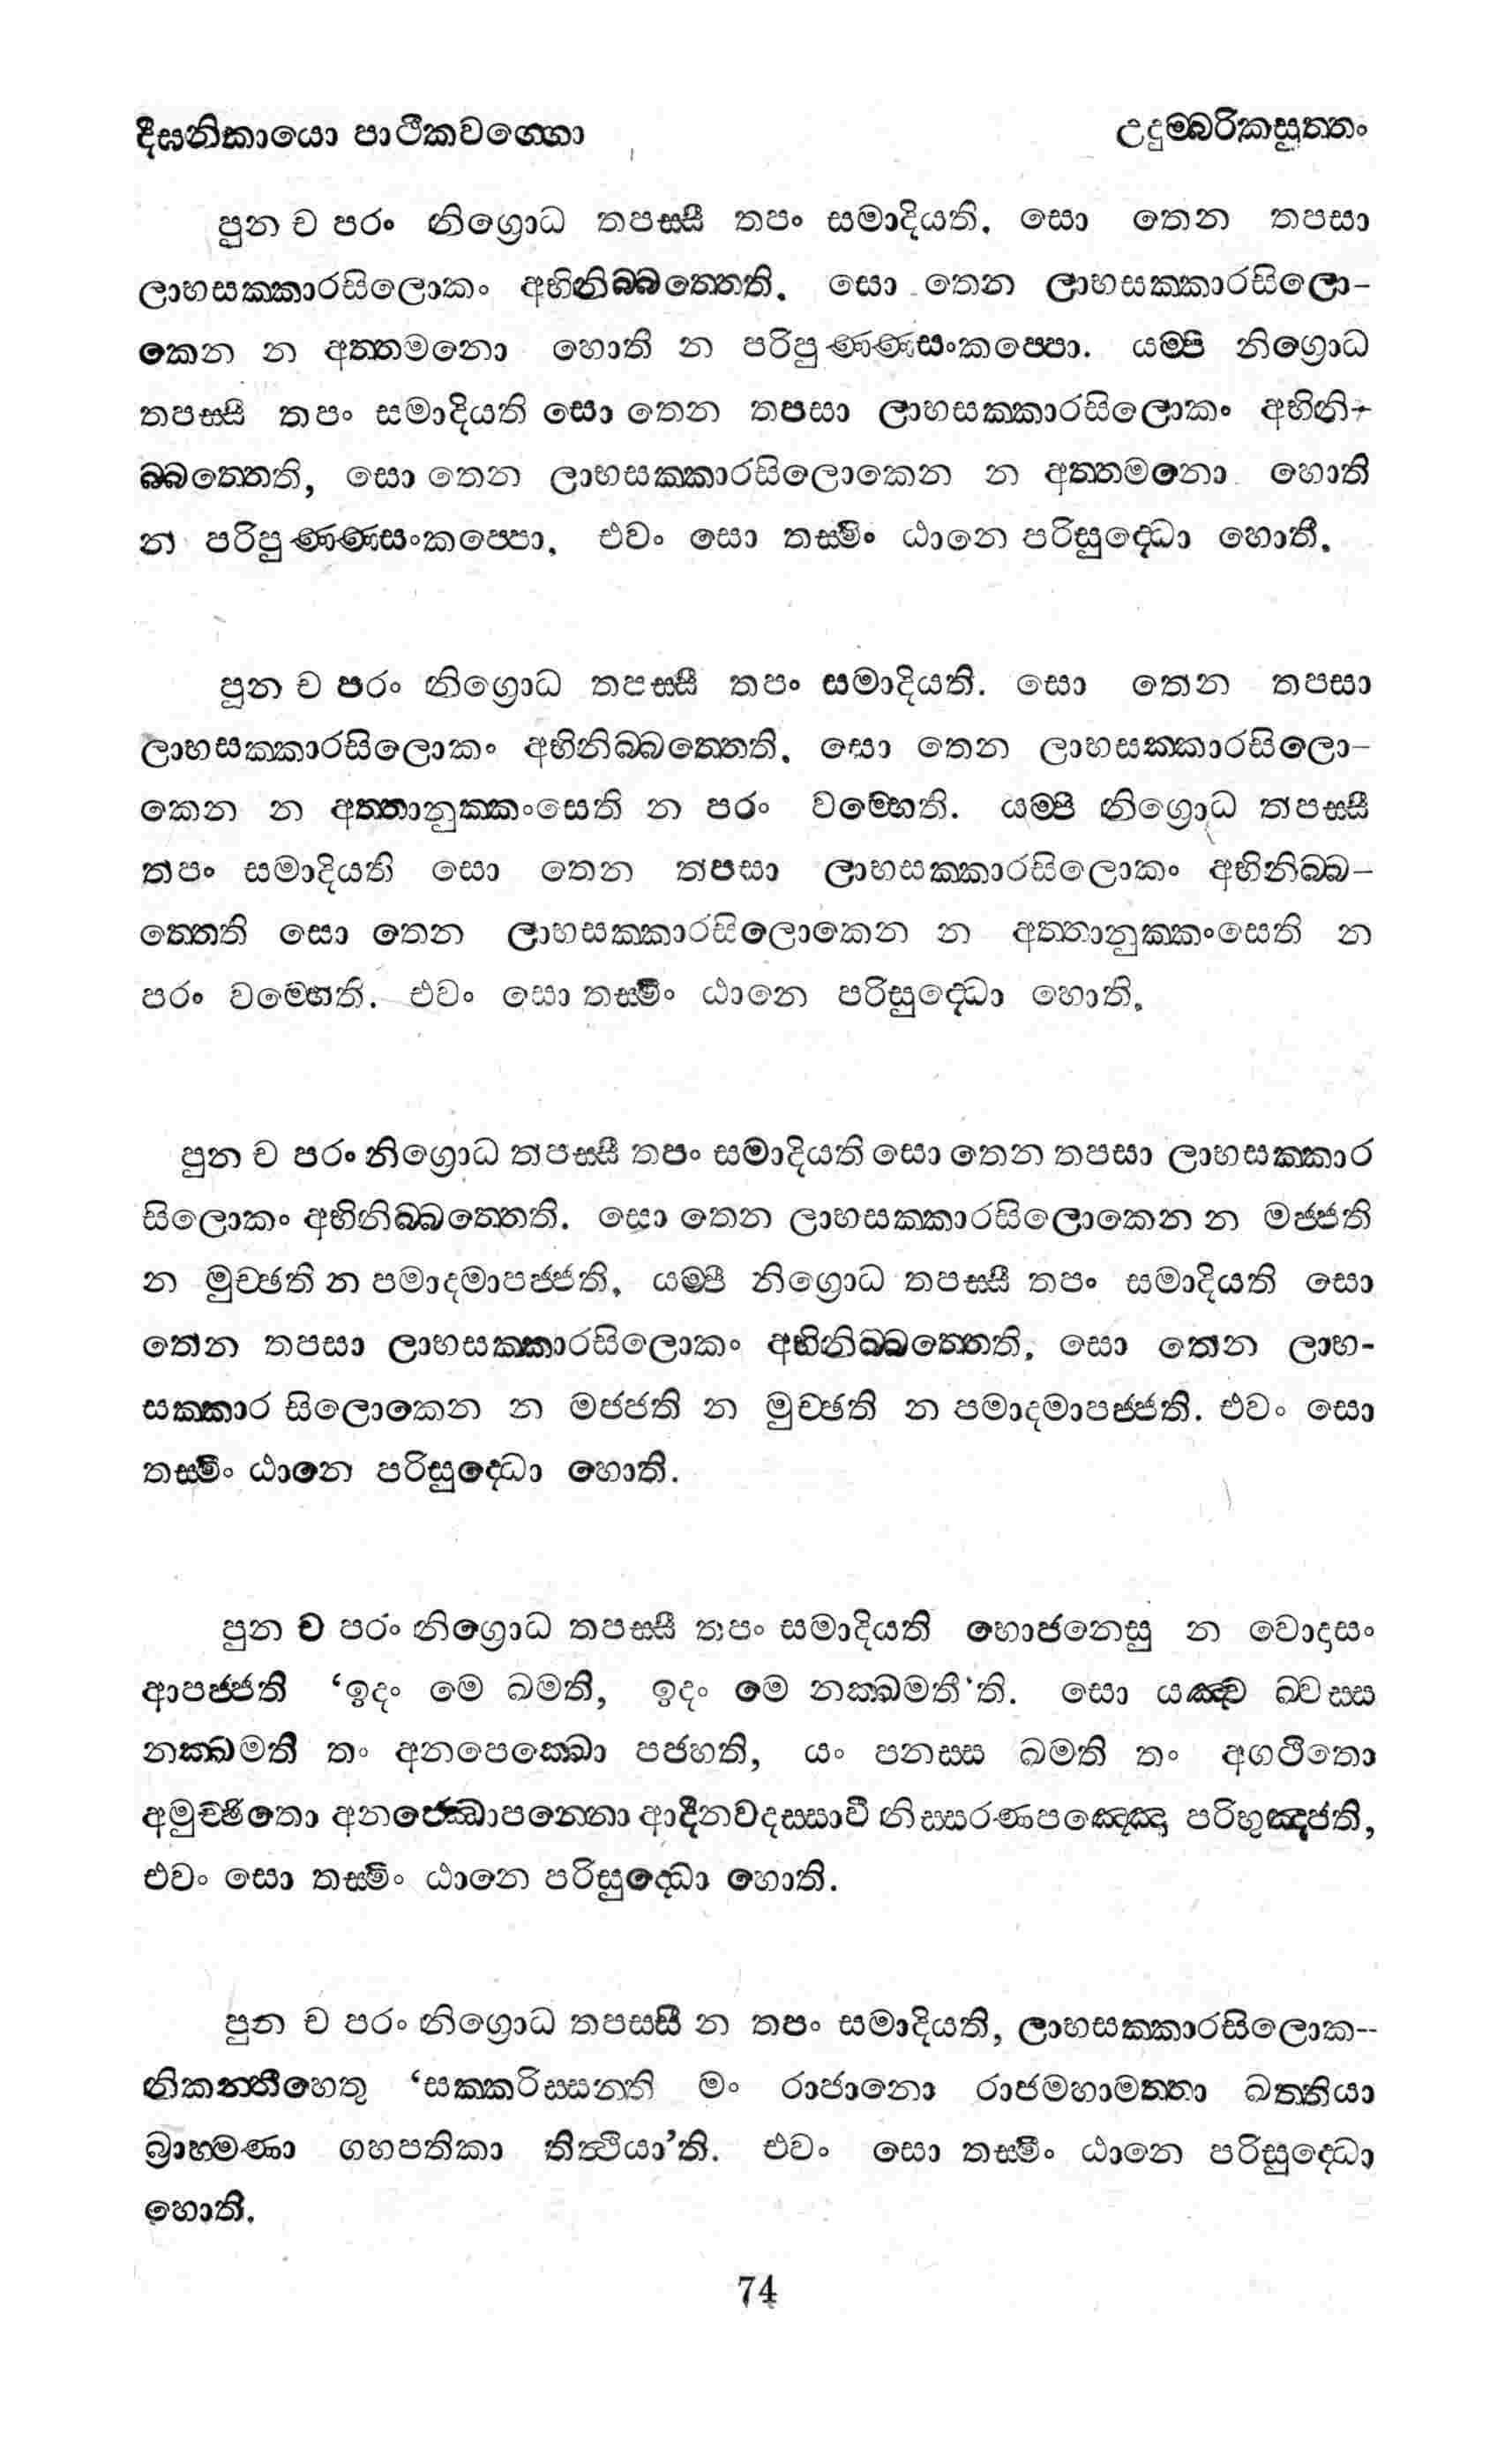 දීඝනිකායො පාථිකවග්ගො උදුම්බරිකසුත්තං
පුන ච පරං නිග්‍රොධ තපස්සී තපං සමාදියති. සො තෙන තපසා
ලාභසක්කාරසිලොකං අභිනිබ්බත්තෙති. සො තෙන ලාභසක්කාරසිලො-
කෙන න අත්තමනො හොති න පරිපුණ්ණසංකප්පො. යම්පි නිග්‍රොධ
තපස්සී තපං සමාදියති සො තෙන තපසා ලාභසක්කාරසිලොකං අභිනි-
බ්බත්තෙති, සො තෙන ලාභසක්කාරසිලොකෙන න අත්තමනො හොති
න පරිපුණ්ණසංකප්පො, එවං සො තස්මිං ඨානෙ පරිසුද්ධො හොති.
පුන ච පරං නිග්‍රොධ තපස්සී තපං සමාදියති. සො තෙන තපසා
ලාභසක්කාරසිලොකං අභිනිබ්බත්තෙති. සො තෙන ලාභසක්කාරසිලො-
කෙන න අත්තානුක්කංසෙති න පරං වම්භෙති. යම්පි නිග්‍රොධ තපස්සී
තපං සමාදියති සො තෙන තපසා ලාභසක්කාරසිලොකං අභිනිබ්බ-
ත්තෙති සො තෙන ලාභසක්කාරසිලොකෙන න අත්තානුක්කංසෙති න
පරං වම්භෙති. එවං සො තස්මිං ඨානෙ පරිසුද්ධො හොති.
පුන ච පරං නිග්‍රොධ තපස්සී තපං සමාදියති සො තෙන තපසා ලාභසක්කාර
සිලොකං අභිනිබ්බත්තෙති. සො තෙන ලාභසක්කාරසිලොකෙන න මජ්ජති
න මුච්ඡති න පමාදමාපජ්ජති, යම්පි නිග්‍රොධ තපස්සී තපං සමාදියති සො
තෙන තපසා ලාභසක්කාරසිලොකං අභිනිබ්බත්තෙති, සො තෙන ලාභ-
සක්කාර සිලොකෙන න මජ්ජති න මුච්ඡති න පමාදමාපජ්ජති. එවං සො
තස්මිං ඨානෙ පරිසුද්ධො හොති.
පුන ච පරං නිග්‍රොධ තපස්සී තපං සමාදියති භොජනෙසු න වොදාසං
ආපජ්ජති ‘ඉදං මෙ ඛමති, ඉදං මෙ නක්ඛමතී‘ති. සො යඤ්ච ඛ්වස්ස
නක්ඛමති තං අනපෙක්ඛො පජහති, යං පනස්ස ඛමති තං අගථිතො
අමුච්ඡිතො අනජ්ඣොපන්නො ආදීනවදස්සාවී නිස්සරණපඤ්ඤො පරිභුඤ්ජති,
එවං සො තස්මිං ඨානෙ පරිසුද්ධො හොති.
පුන ච පරං නිග්‍රොධ තපස්සී න තපං සමාදියති, ලාභසක්කාරසිලොක--
නිකන්තිහෙතු ‘සක්කරිස්සන්ති මං රාජානො රාජමහාමත්තා ඛත්තියා
බ්‍රාහ්මණා ගහපතිකා තිත්ථියා’ති. එවං සො තස්මිං ඨානෙ පරිසුද්ධො
හොති.
74